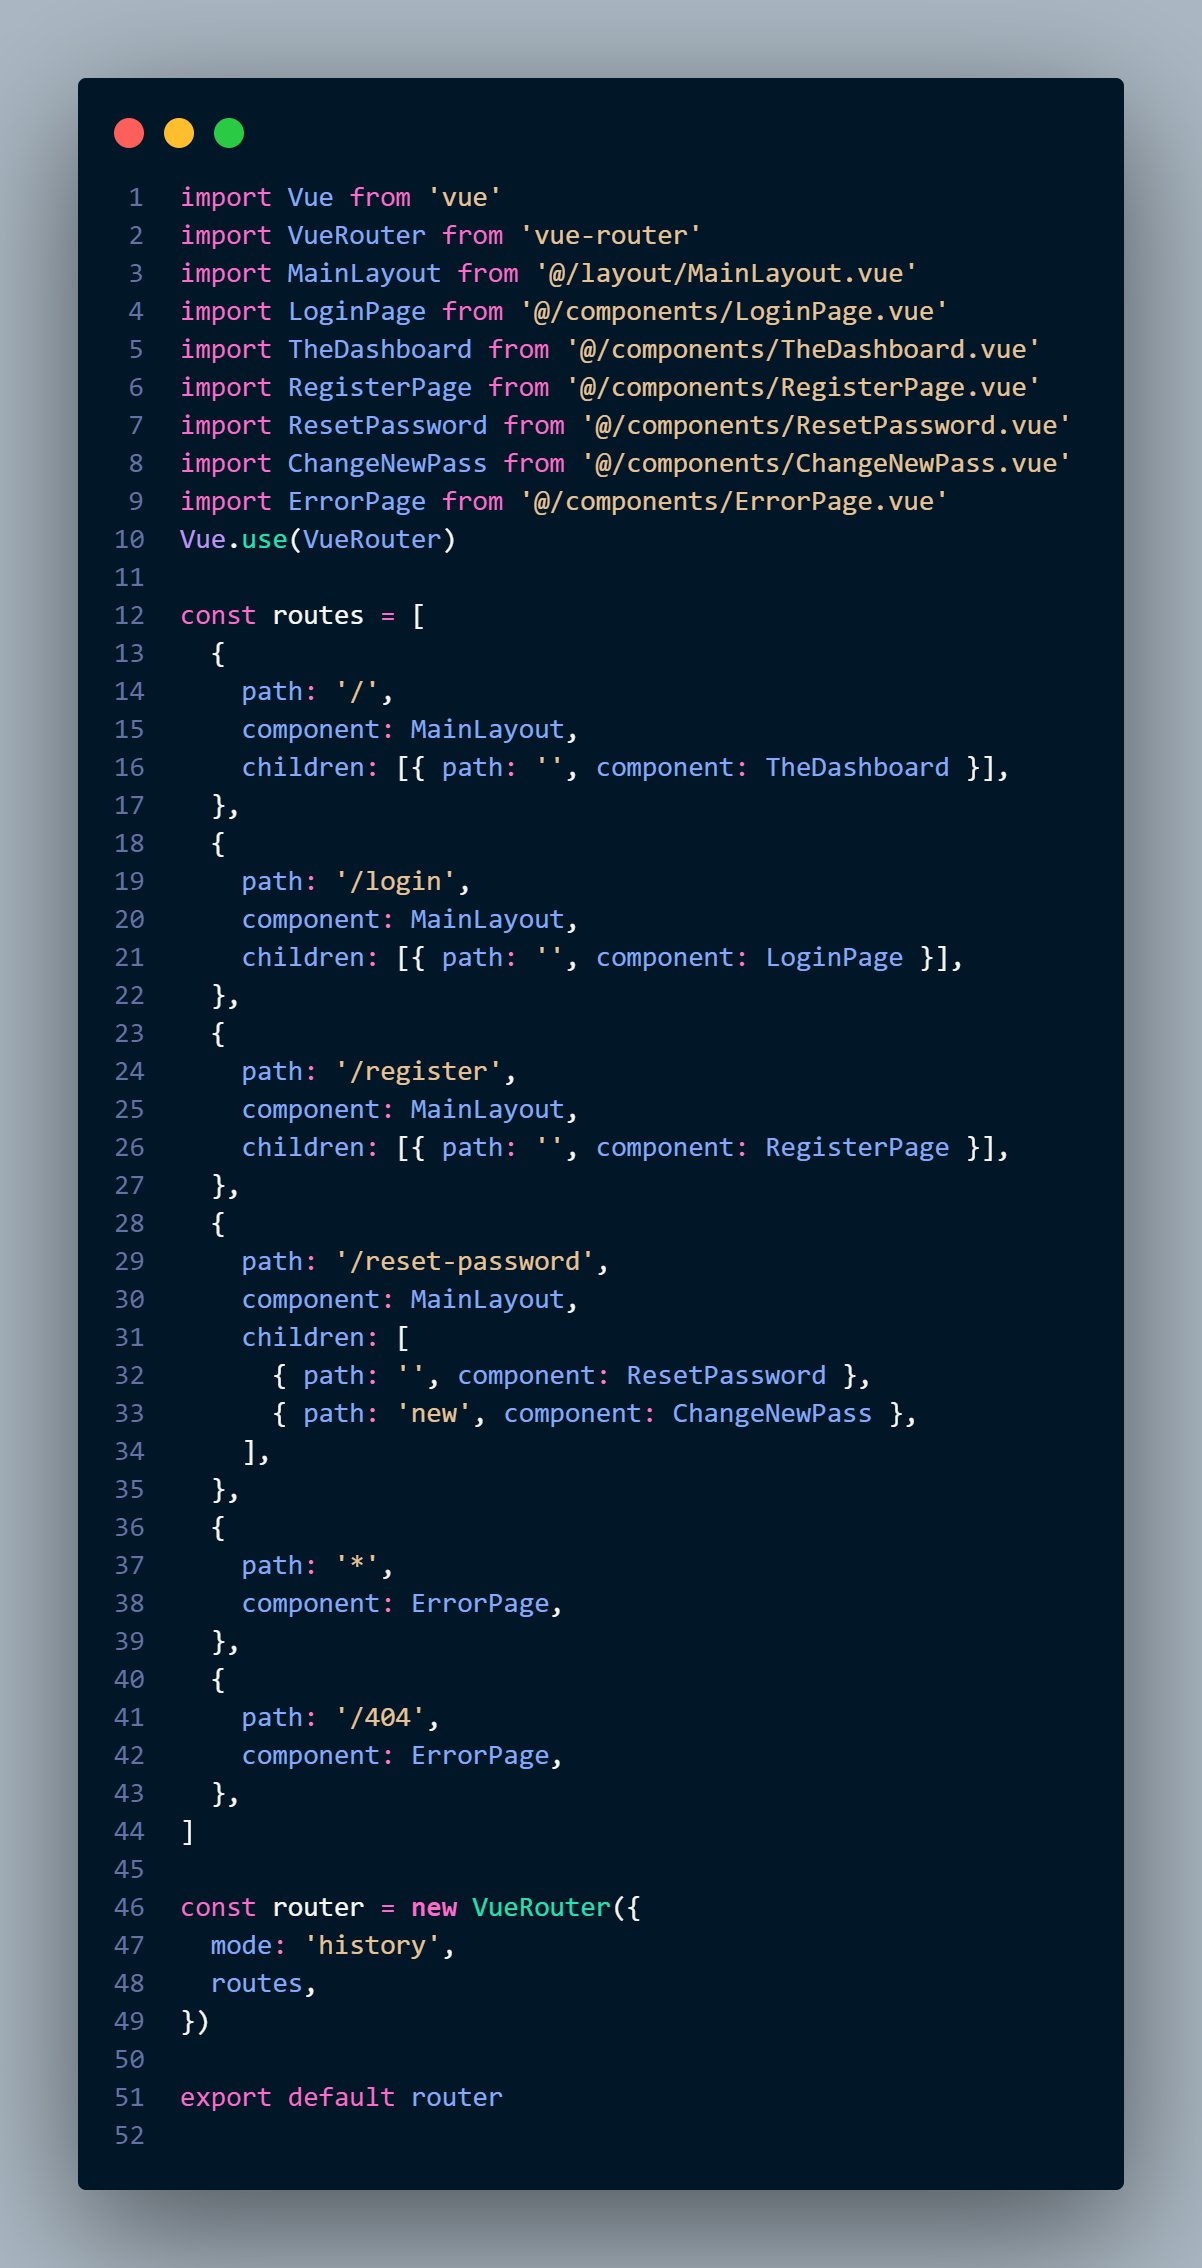 1 import Vue from 'vue'
2 import VueRouter from 'vue-router'
3 import MainLayout from '@/layout/MainLayout.vue'
4 import LoginPage from '@/components/LoginPage.vue'
5 import TheDashboard from '@/components/TheDashboard.vue'
6 import RegisterPage from '@/components/RegisterPage.vue'
7 import ResetPassword from '@/components/ResetPassword.vue'
8 import ChangeNewPass from '@/components/ChangeNewPass.vue'
9 import ErrorPage from '@/components/ErrorPage.vue'
10 Vue.use(VueRouter)
11
12 const routes = [
13   {
14     path: '/',
15     component: MainLayout,
16     children: [{ path: '', component: TheDashboard }],
17   },
18   {
19     path: '/login',
20     component: MainLayout,
21     children: [{ path: '', component: LoginPage }],
22   },
23   {
24     path: '/register',
25     component: MainLayout,
26     children: [{ path: '', component: RegisterPage }],
27   },
28   {
29     path: '/reset-password',
30     component: MainLayout,
31     children: [
32       { path: '', component: ResetPassword },
33       { path: 'new', component: ChangeNewPass },
34     ],
35   },
36   {
37     path: '*',
38     component: ErrorPage,
39   },
40   {
41     path: '/404',
42     component: ErrorPage,
43   },
44 ]
45
46 const router = new VueRouter({
47   mode: 'history',
48   routes,
49 })
50
51 export default router
52